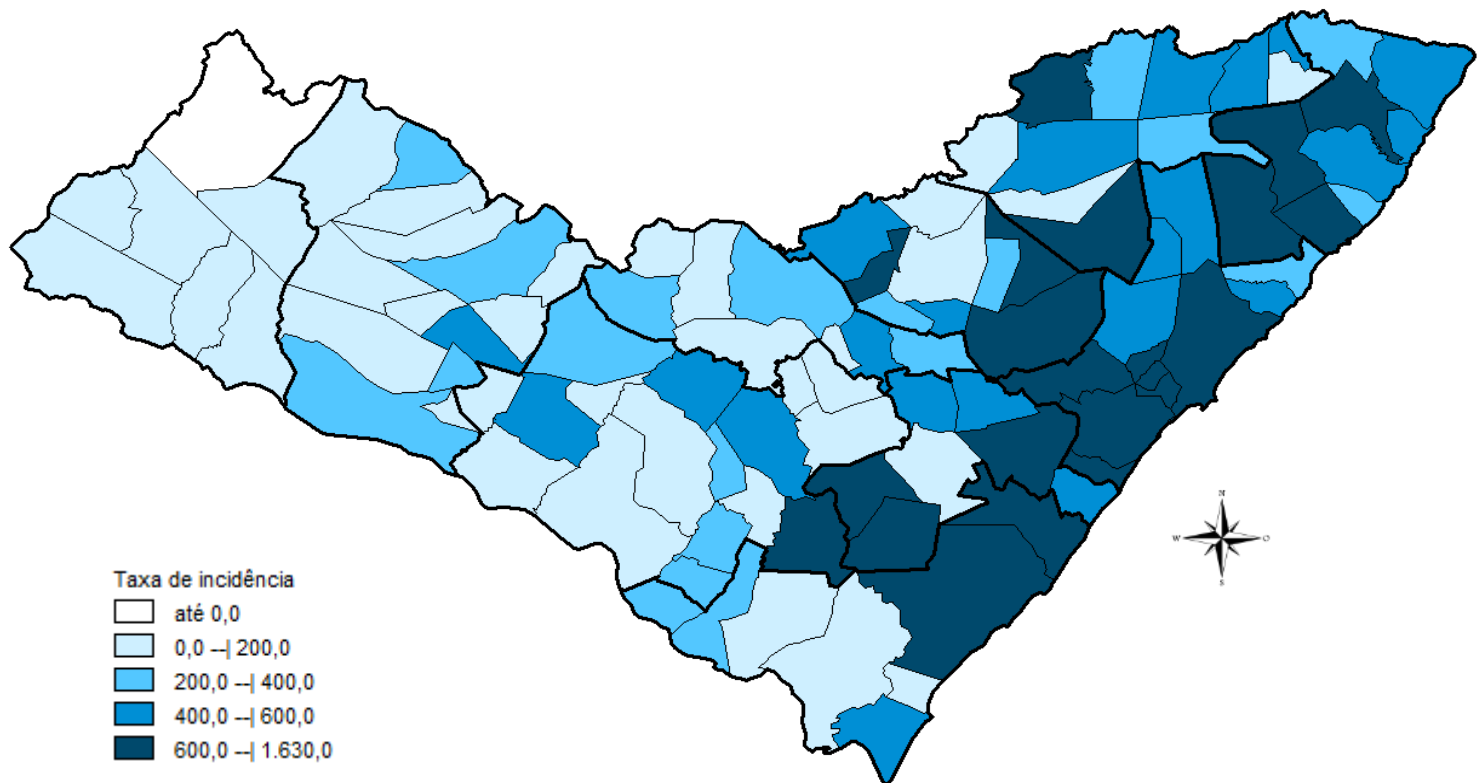 N
W
O
S
Taxa de incidência
até 0,0
0,0 --| 200,0
200,0 --| 400,0
400,0 --| 600,0
600,0 --| 1.630,0